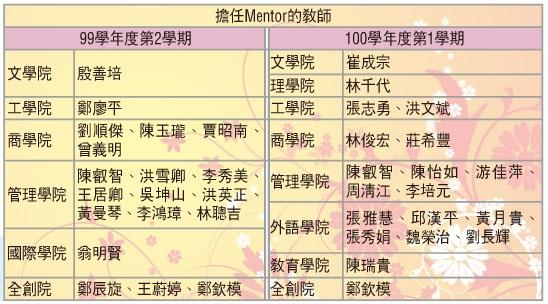 擔任Mentor的教師
99學年度第2學期
文學院 殷善培
工學院 鄭廖平
商學院 劉順傑、陳玉瓏、賈昭南、
曾義明
管理學院 陳叡智、洪雪卿、李秀美、
王居卿、吳坤山、洪英正、
黃曼琴、李鴻璋、林聰吉
國際學院 翁明賢
全創院 鄭辰旋、王蔚婷、鄭欽模
100學年度第1學期
文學院 崔成宗
理學院 林千代
工學院 張志勇、洪文斌
商學院 林俊宏、莊希豐
管理學院 陳叡智、陳怡如、游佳萍、
周清江、李培元
外語學院 張雅慧、邱漢平、黃月貴、
張秀娟、魏榮治、劉長輝
教育學院 陳瑞貴
全創院 鄭欽模